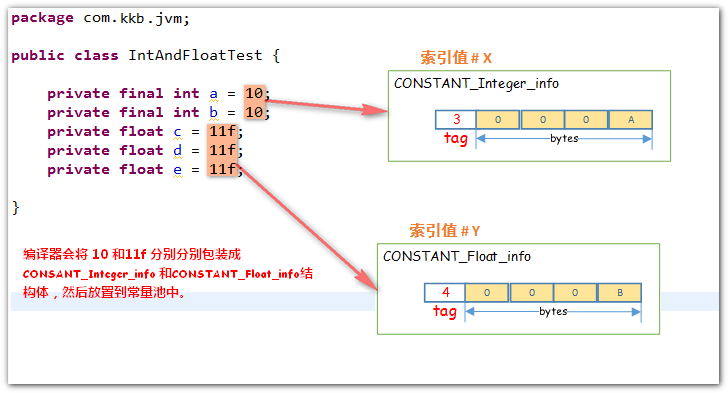 package com.kkb.jvm;
public class IntAndFloatTest {
private final int a = 10;
private final int b = 10;
private float c = 11f;
private float d = 11f;
private float e = 11f;
}
编译器会将 10 和11f 分别分别包装成
CONSANT_Integer_info 和CONSTANT_Float_info结
构体，然后放置到常量池中。
索引值#X
CONSTANT_Integer_info
3 0 0 0 A
tag bytes
索引值#Y
CONSTANT_Float_info
4 0 0 0 B
tag bytes